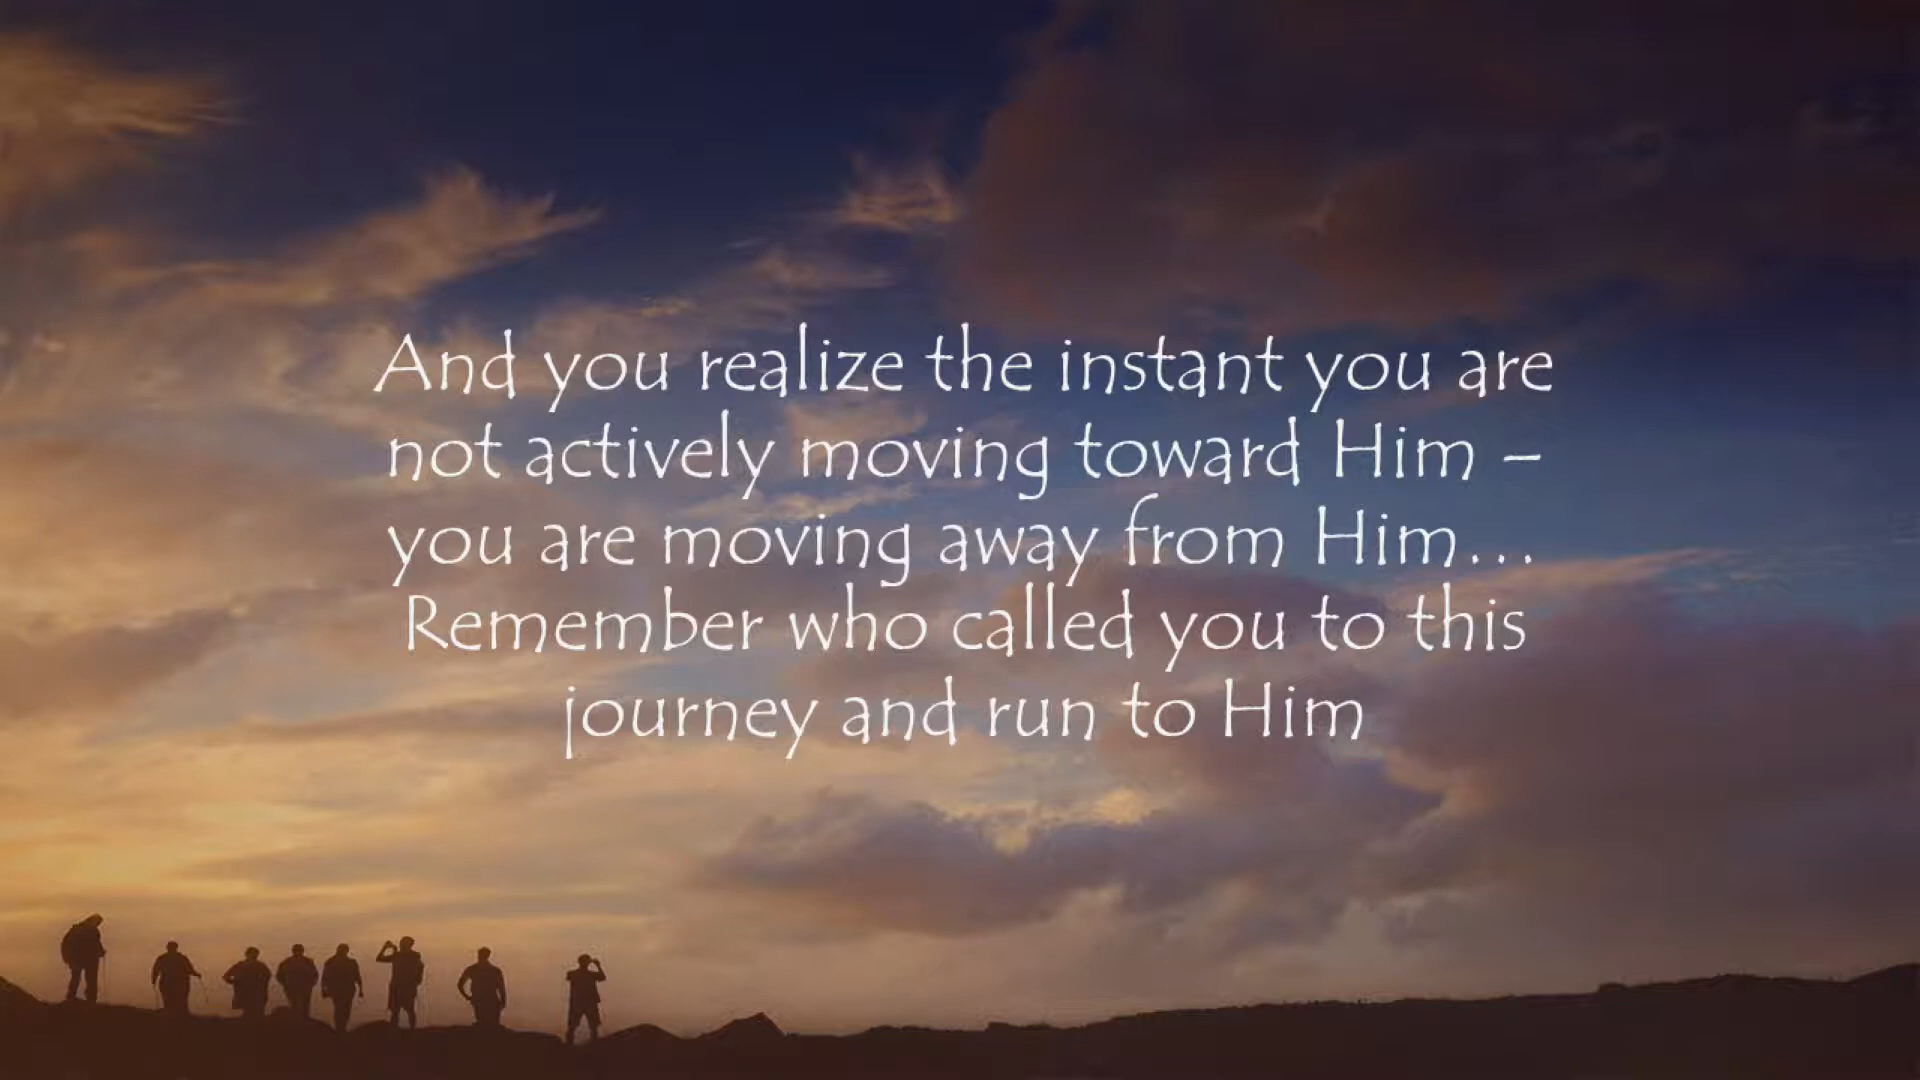 And you realize the instant you are
not actively moving toward Him –
you are moving away from Him...
Remember who called you to this
journey and run to Him